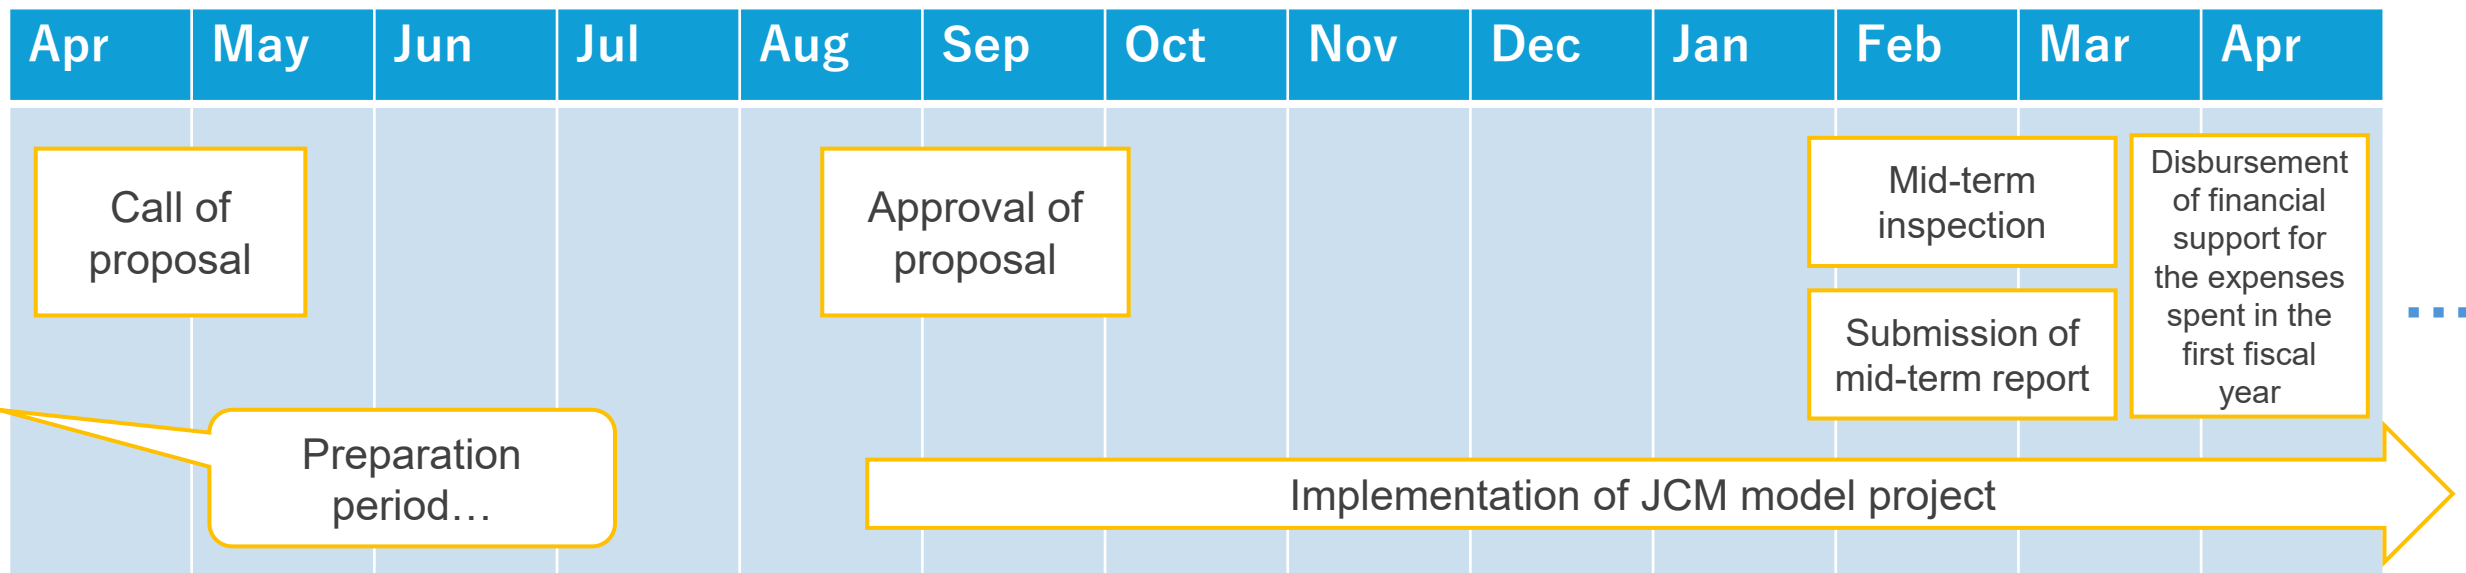 Apr May Jun Jul Aug Sep Oct Nov Dec Jan Feb Mar Apr
Call of
proposal
Approval of
proposal
Mid-term
inspection
Submission of
mid-term report
Disbursement
of financial
support for
the expenses
spent in the
first fiscal
year
Preparation
period…
Implementation of JCM model project